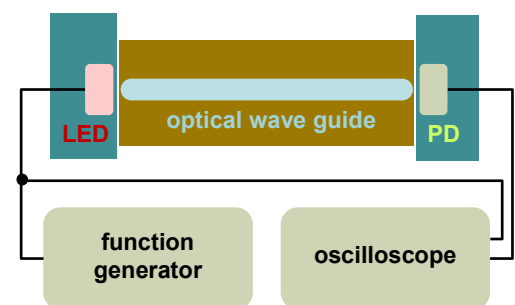 LED
optical wave guide
PD
function
generator
oscilloscope